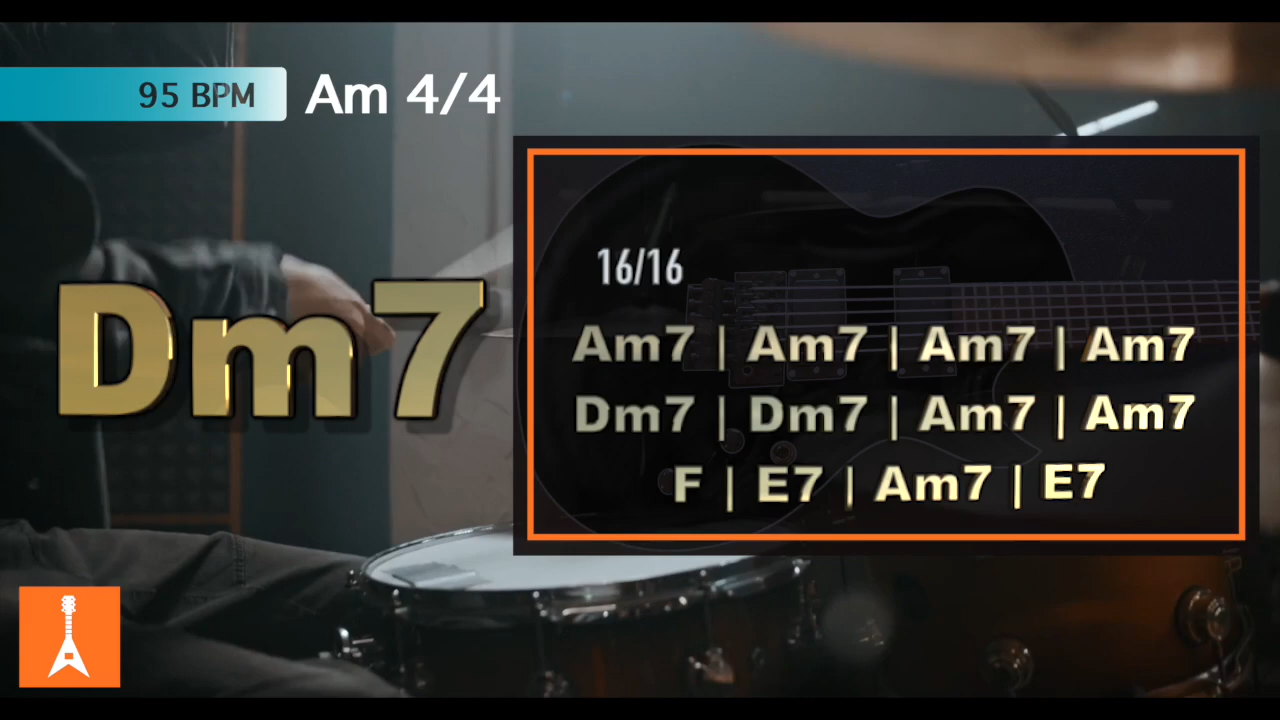 95 BPM Am 4/4
Dm7
16/16
Am7 | Am7 | Am7 | Am7
Dm7 | Dm7 | Am7 | Am7
F | E7 | Am7 | E7